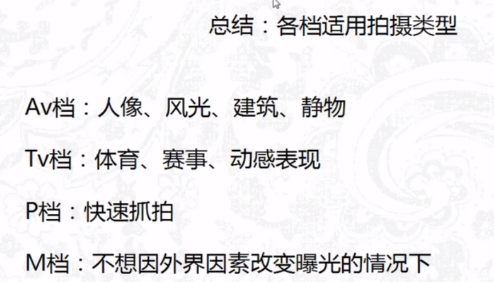 总结：各档适用拍摄类型
Av档：人像、风光、建筑、静物
Tv档：体育、赛事、动感表现
P档：快速抓拍
M档：不想因外界因素改变曝光的情况下